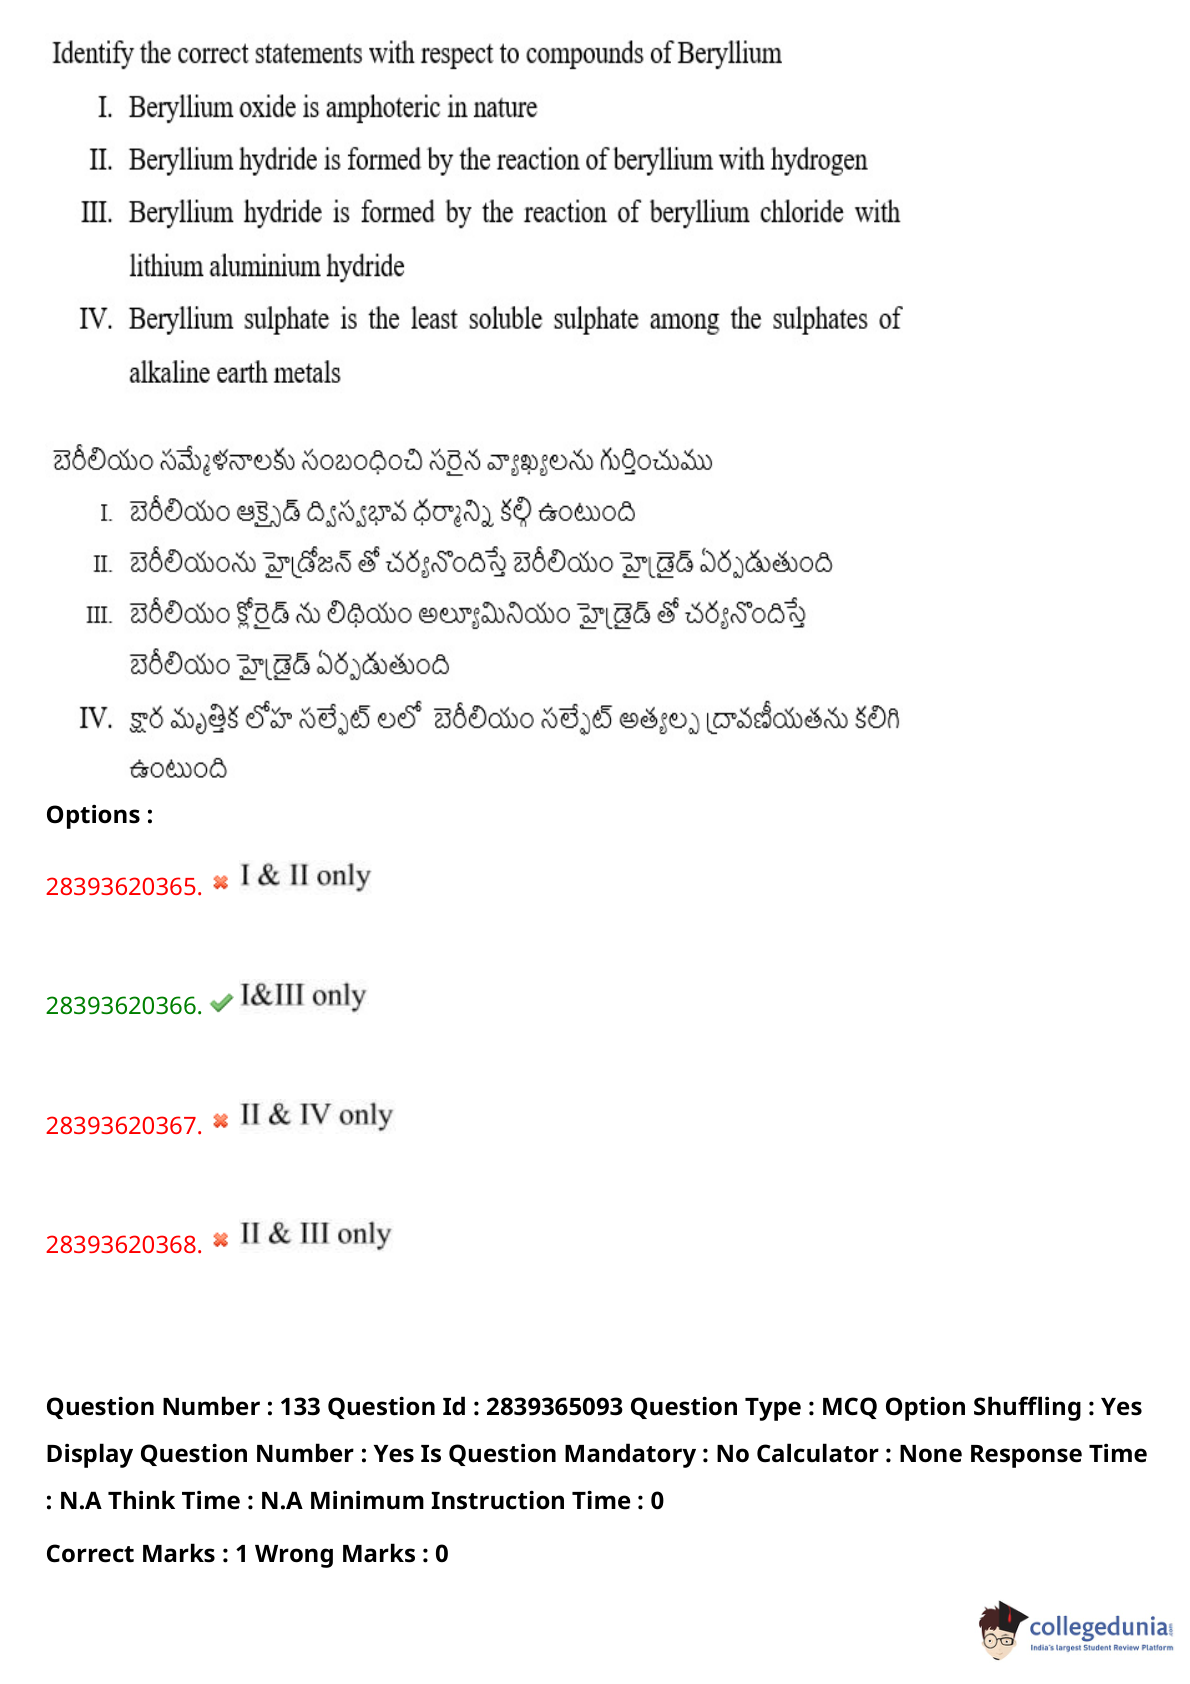 Identify the correct statements with respect to compounds of Beryllium
I. Beryllium oxide is amphoteric in nature
II. Beryllium hydride is formed by the reaction of beryllium with hydrogen
III. Beryllium hydride is formed by the reaction of beryllium chloride with
lithium aluminium hydride
IV. Beryllium sulphate is the least soluble sulphate among the sulphates of
alkaline earth metals
బెరీలియం సమ్మేళనాలకు సంబంధించి సరైన వ్యాఖ్యలను గుర్తించుము
I. బెరీలియం ఆక్సైడ్ ద్విస్వభావ ధర్మాన్ని కల్గి ఉంటుంది
II. బెరీలియంను హైడ్రోజన్ తో చర్యనొందిస్తే బెరీలియం హైడ్రైడ్ ఏర్పడుతుంది
III. బెరీలియం క్లోరైడ్ ను లిథియం అల్యూమినియం హైడ్రైడ్ తో చర్యనొందిస్తే
బెరీలియం హైడ్రైడ్ ఏర్పడుతుంది
IV. క్షార మృత్తిక లోహ సల్ఫేట్ లలో బెరీలియం సల్ఫేట్ అత్యల్ప ద్రావణీయతను కలిగి
ఉంటుంది
Options :
28393620365. I & II only
28393620366. I&III only
28393620367. II & IV only
28393620368. II & III only
Question Number : 133 Question Id : 2839365093 Question Type : MCQ Option Shuffling : Yes
Display Question Number : Yes Is Question Mandatory : No Calculator : None Response Time
: N.A Think Time : N.A Minimum Instruction Time : 0
Correct Marks : 1 Wrong Marks : 0
collegedunia
India's largest Student Review Platform